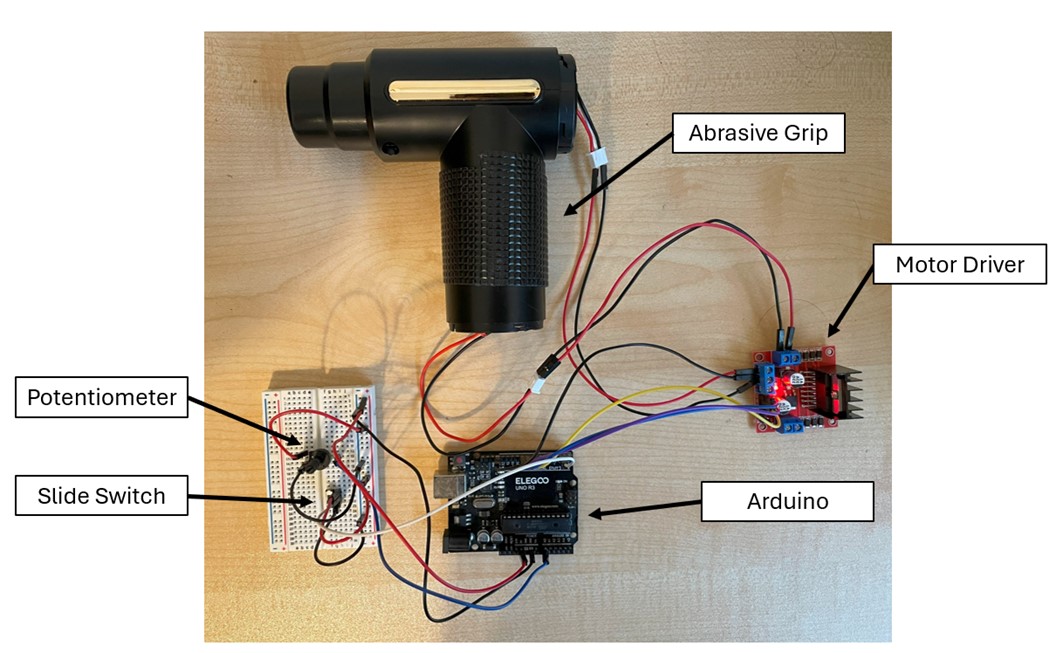 Abrasive Grip
Motor Driver
Potentiometer
Slide Switch
Arduino
ELEGOO
UNO R3